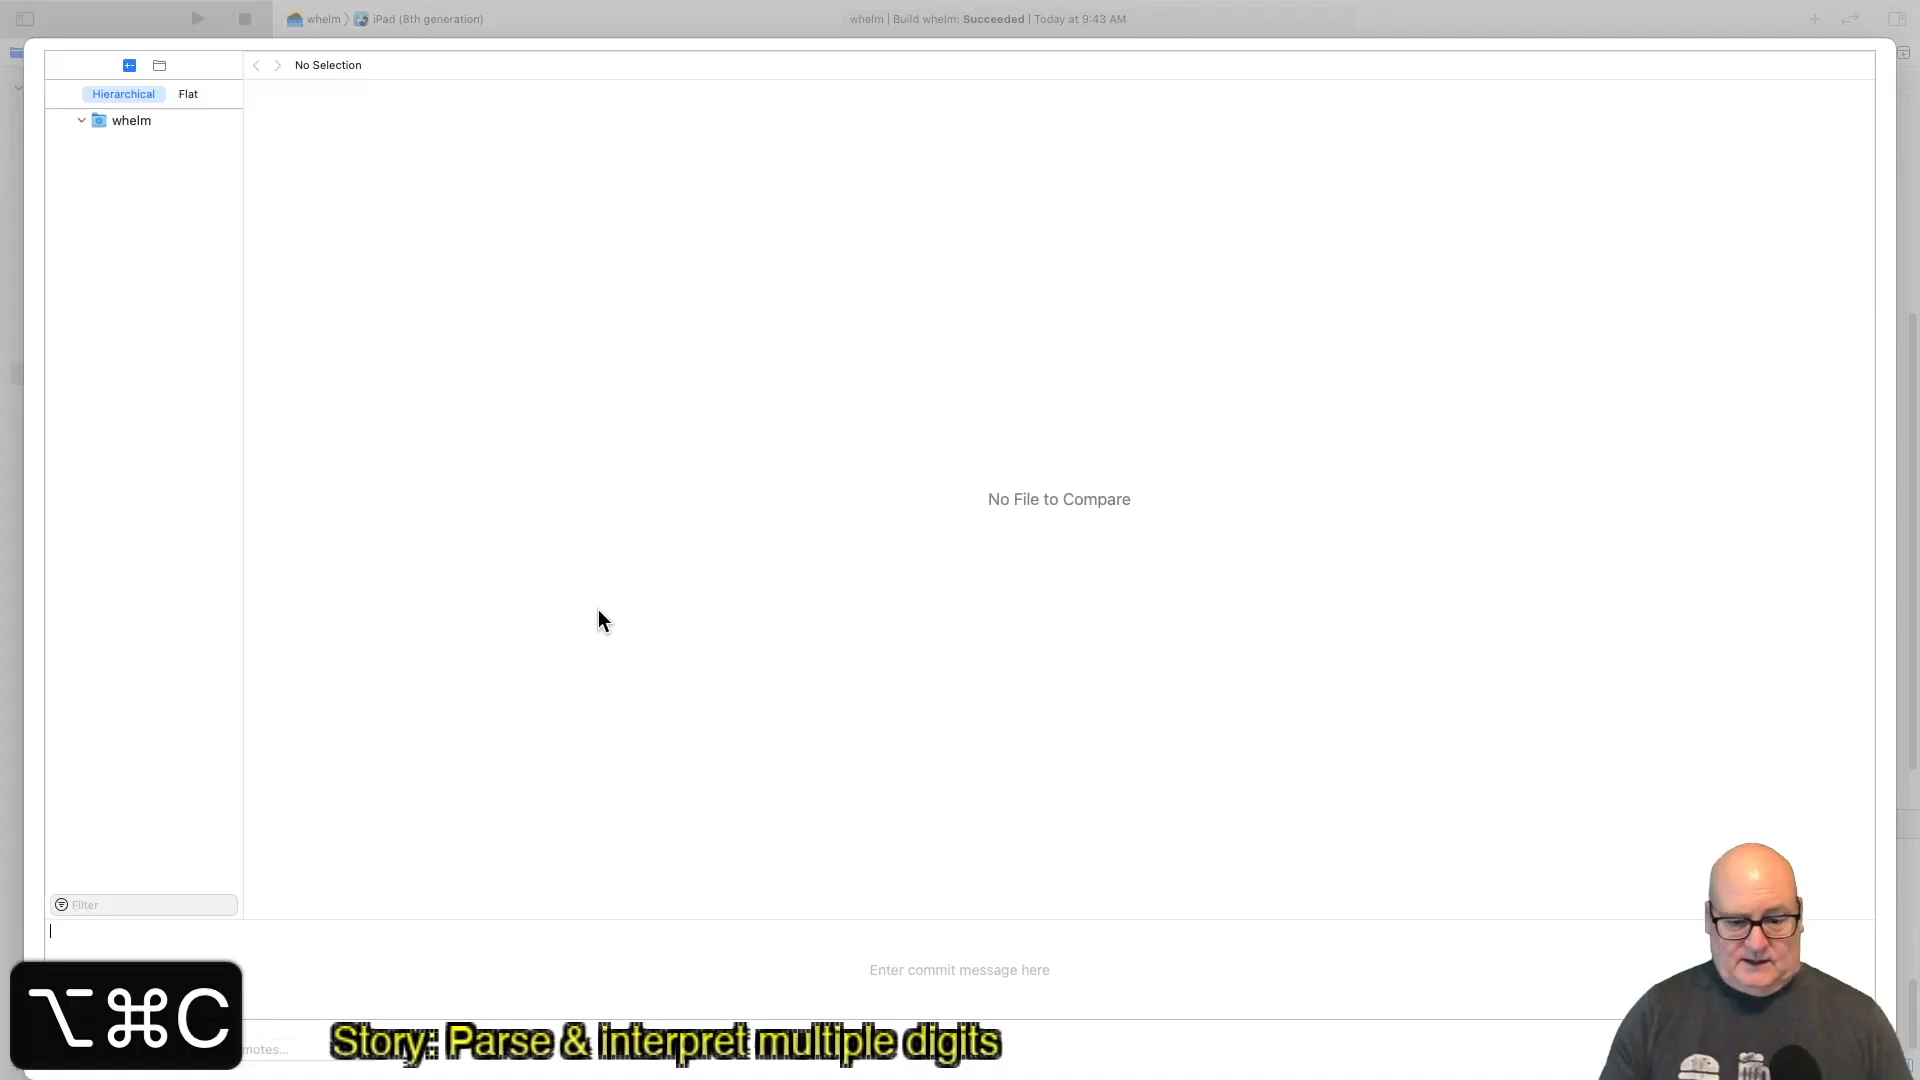 whelm 〉 iPad (8th generation)
whelm | Build whelm: Succeeded | Today at 9:43 AM
No Selection
Hierarchical Flat
whelm
No File to Compare
Filter
Enter commit message here
⌥⌘C
motes...
Story: Parse & interpret multiple digits